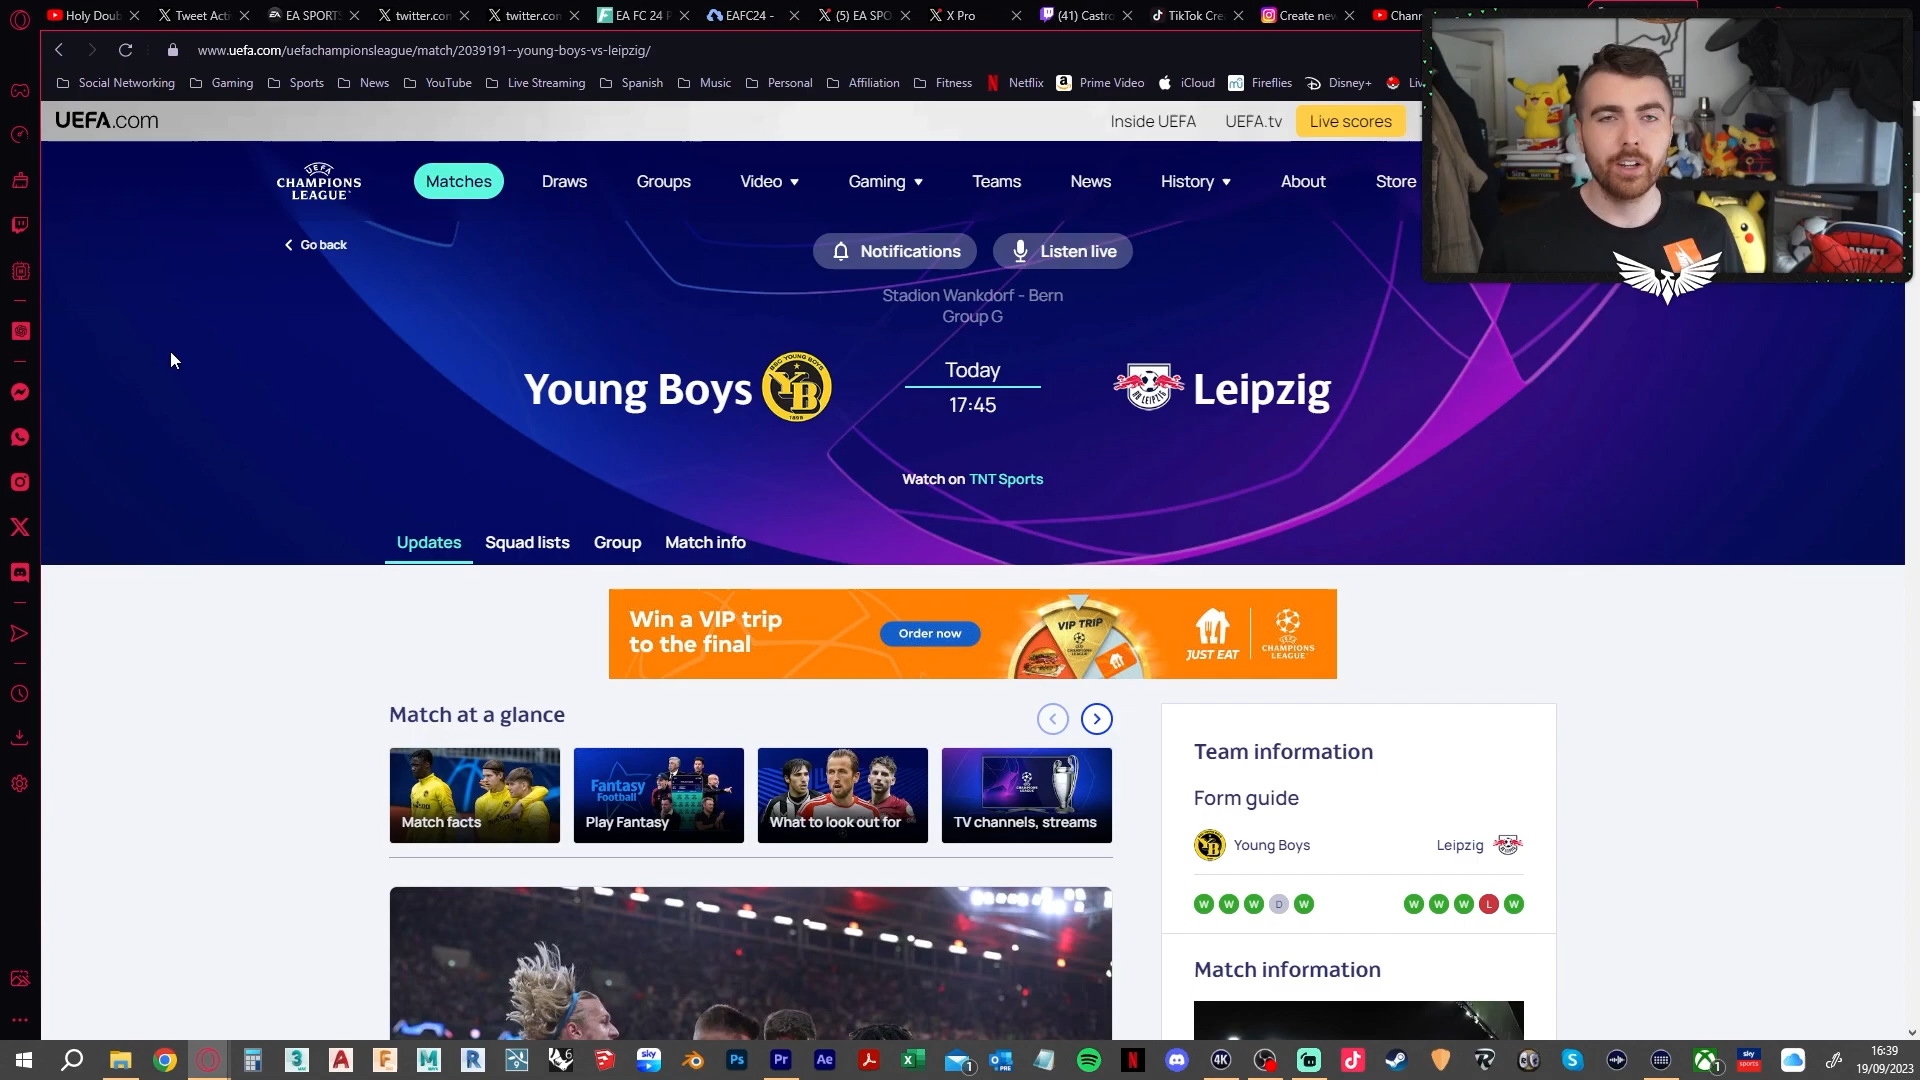 Holy Doub
Tweet Acti
EA SPORTS
twitter.con
twitter.con
EA FC 24 P
EAFC24 -
(5) EA SPO
X Pro
(41) Castro
TikTok Cre
Create new
Chann
www.uefa.com/uefachampionsleague/match/2039191--young-boys-vs-leipzig/
Social Networking
Gaming
Sports
News
YouTube
Live Streaming
Spanish
Music
Personal
Affiliation
Fitness
Netflix
Prime Video
iCloud
Fireflies
Disney+
UEFA.com
Inside UEFA
UEFA.tv
Live scores
UEFA
CHAMPIONS
LEAGUE
Matches
Draws
Groups
Video
Gaming
Teams
News
History
About
Store
Go back
Notifications
Listen live
Stadion Wankdorf - Bern
Group G
Young Boys
Today
17:45
Leipzig
Watch on TNT Sports
Updates
Squad lists
Group
Match info
Win a VIP trip
to the final
Order now
VIP TRIP
JUST EAT
CHAMPIONS
LEAGUE
Match at a glance
Match facts
Fantasy
Football
Play Fantasy
What to look out for
TV channels, streams
Team information
Form guide
Young Boys
Leipzig
W W W D W
W W W L W
Match information
16:39
19/09/2023